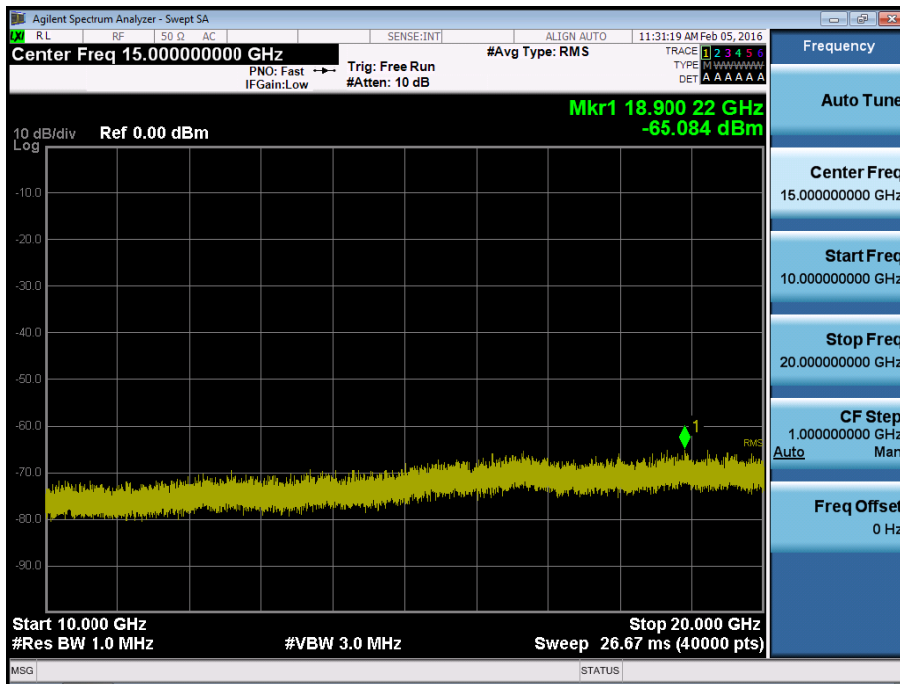 Agilent Spectrum Analyzer - Swept SA
LXI RL RF 50 Ω AC SENSE:INT ALIGN AUTO 11:31:19 AM Feb 05, 2016
Center Freq 15.000000000 GHz
PNO: Fast
IFGain:Low
Trig: Free Run
#Atten: 10 dB
#Avg Type: RMS
TRACE 1 2 3 4 5 6
TYPE M WWWWW
DET A A A A A A
Mkr1 18.900 22 GHz
-65.084 dBm
10 dB/div Ref 0.00 dBm
Log
-10.0
-20.0
-30.0
-40.0
-50.0
-60.0
-70.0
-80.0
-90.0
1
RMS
Start 10.000 GHz Stop 20.000 GHz
#Res BW 1.0 MHz #VBW 3.0 MHz Sweep 26.67 ms (40000 pts)
MSG STATUS
Frequency
Auto Tune
Center Freq
15.000000000 GHz
Start Freq
10.000000000 GHz
Stop Freq
20.000000000 GHz
CF Step
1.000000000 GHz
Auto Man
Freq Offset
0 Hz